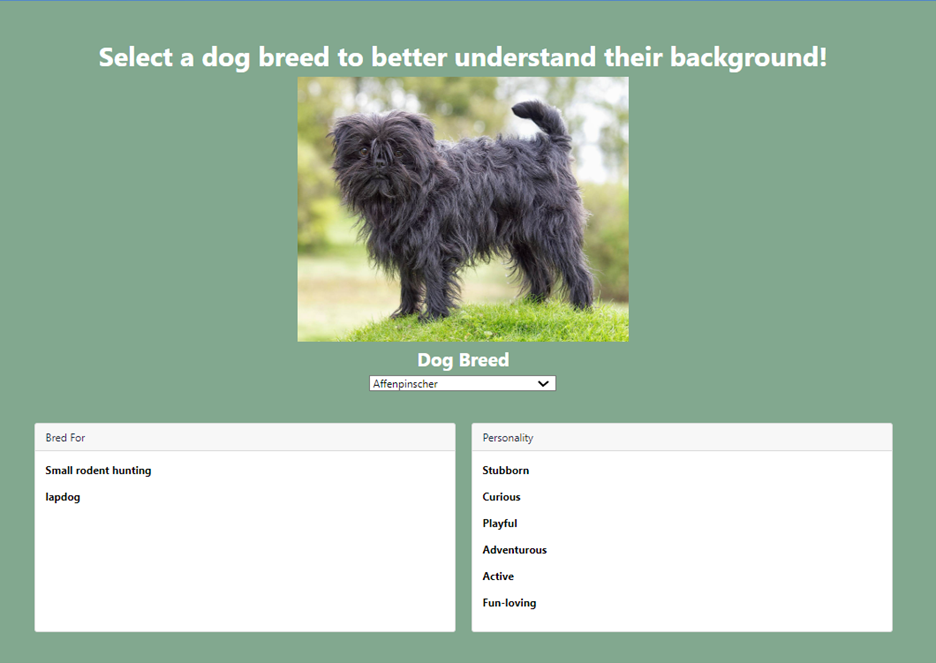 Select a dog breed to better understand their background!
Dog Breed
Affenpinscher
Bred For
Small rodent hunting
lapdog
Personality
Stubborn
Curious
Playful
Adventurous
Active
Fun-loving